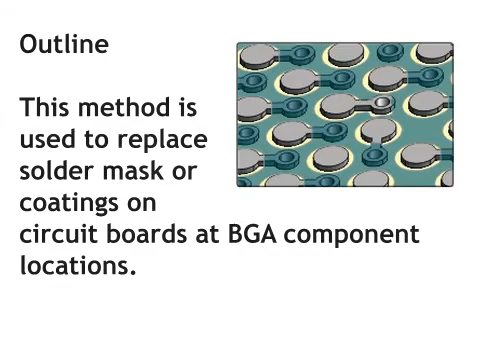 Outline
This method is
used to replace
solder mask or
coatings on
circuit boards at BGA component
locations.